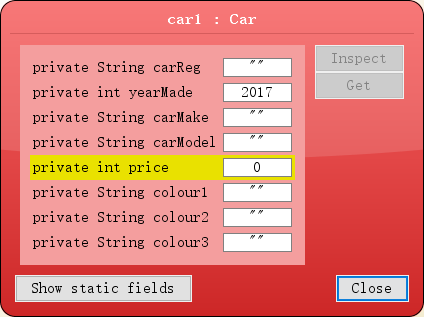 car1 : Car
private String carReg ""
Inspect
private int yearMade 2017
Get
private String carMake ""
private String carModel ""
private int price 0
private String colour1 ""
private String colour2 ""
private String colour3 ""
Show static fields
Close